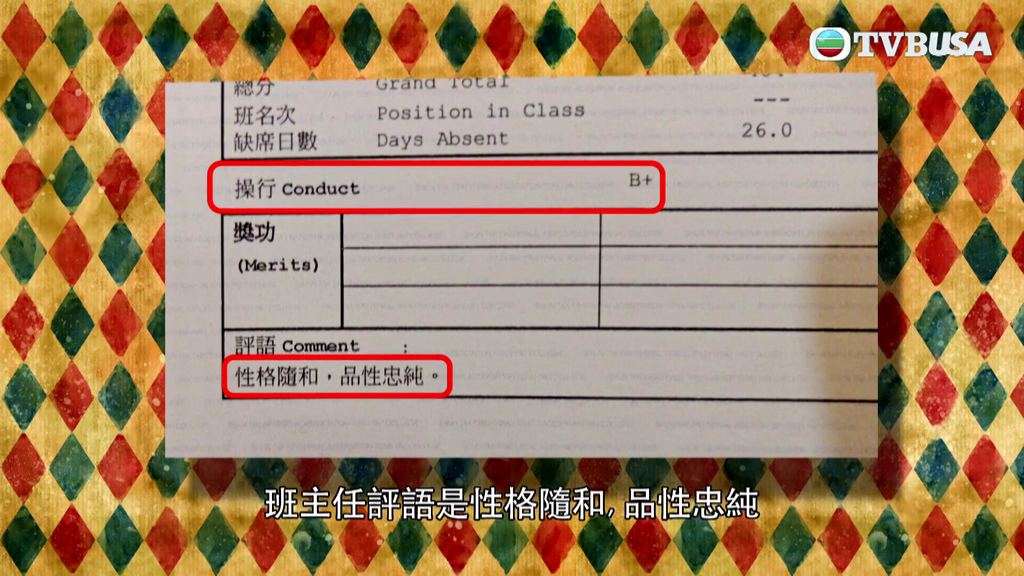 TVBUSA
總分 Grand Total
班名次 Position in Class ---
缺席日數 Days Absent 26.0
操行 Conduct B+
獎功
(Merits)
評語 Comment :
性格隨和，品性忠純。
班主任評語是性格隨和, 品性忠純